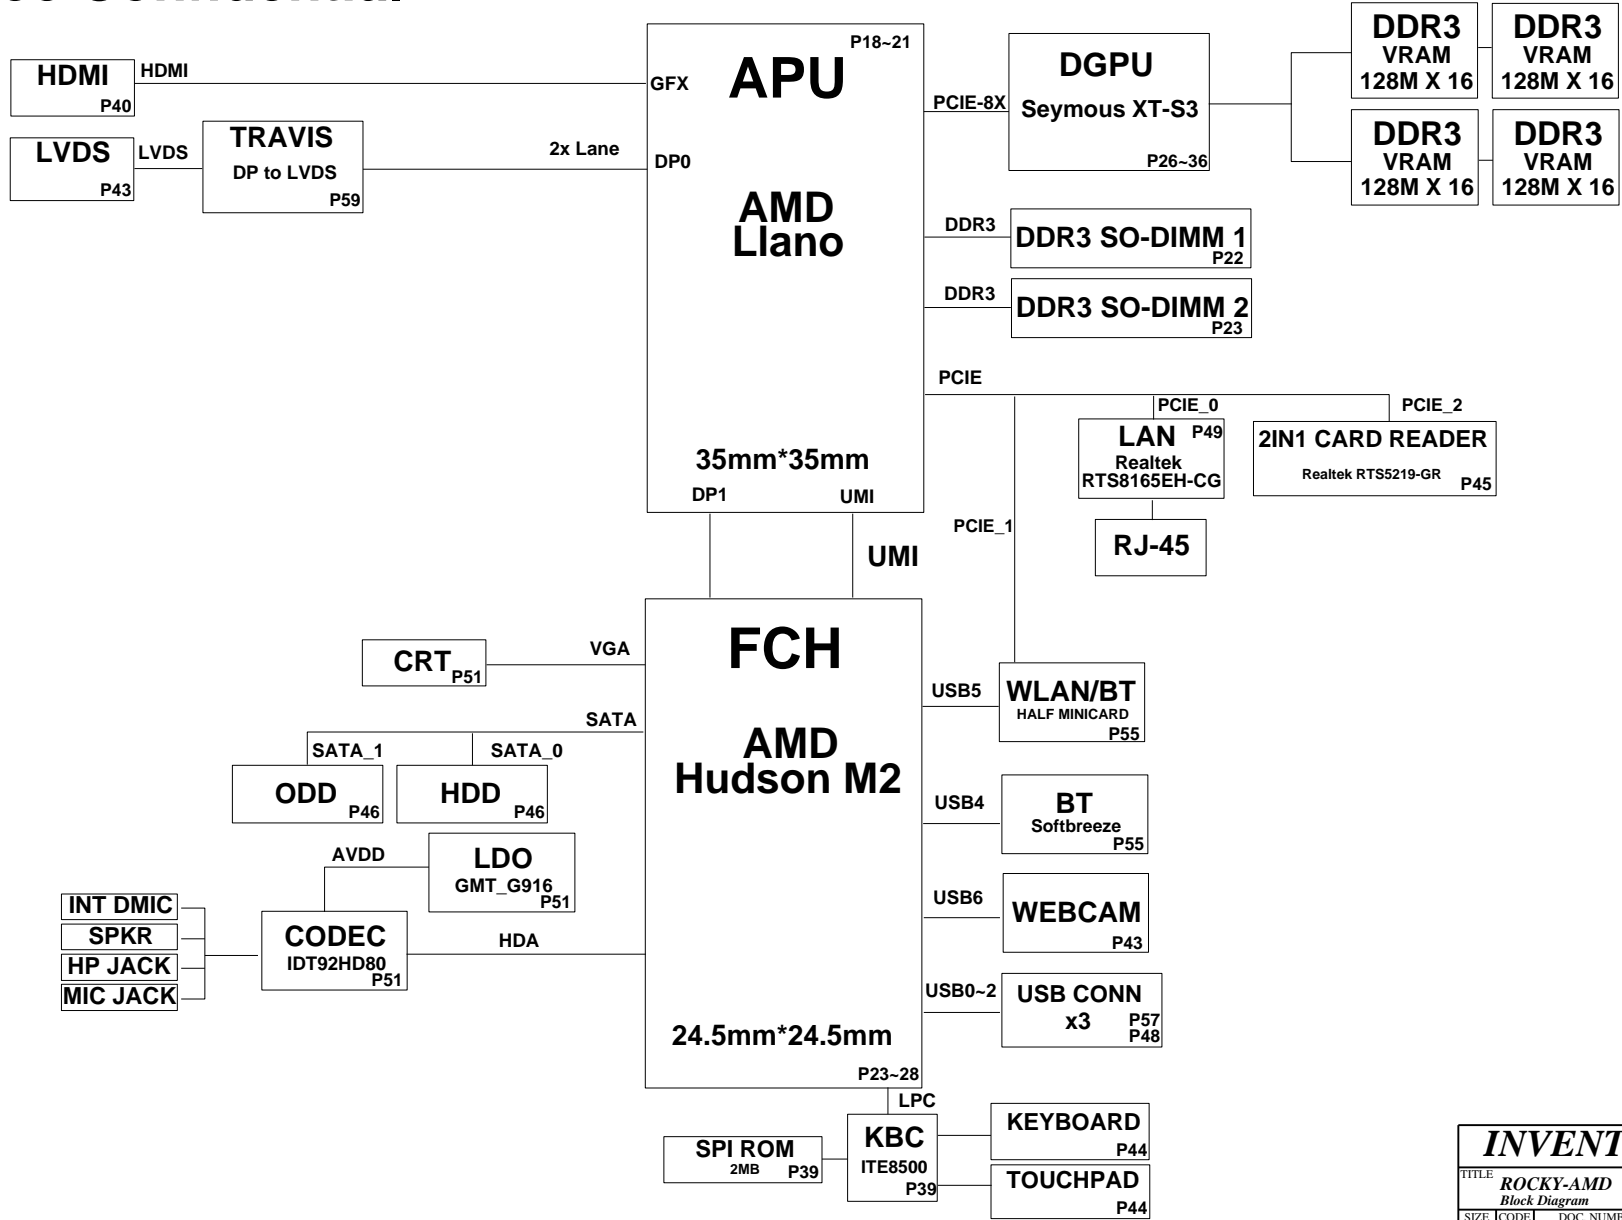 HDMI
P40
HDMI
LVDS
P43
LVDS
TRAVIS
DP to LVDS
P59
2x Lane
P18~21
APU
GFX
DP0
AMD
Llano
35mm*35mm
DP1
UMI
PCIE-8X
DGPU
Seymous XT-S3
P26~36
DDR3
VRAM
128M X 16
DDR3
VRAM
128M X 16
DDR3
VRAM
128M X 16
DDR3
VRAM
128M X 16
DDR3
DDR3 SO-DIMM 1
P22
DDR3
DDR3 SO-DIMM 2
P23
PCIE
PCIE_0
PCIE_2
LAN P49
Realtek
RTS8165EH-CG
2IN1 CARD READER
Realtek RTS5219-GR
P45
PCIE_1
RJ-45
UMI
FCH
AMD
Hudson M2
24.5mm*24.5mm
P23~28
CRT
P51
VGA
SATA
SATA_1
SATA_0
ODD
P46
HDD
P46
AVDD
LDO
GMT_G916
P51
INT DMIC
SPKR
HP JACK
MIC JACK
CODEC
IDT92HD80
P51
HDA
USB5
WLAN/BT
HALF MINICARD
P55
USB4
BT
Softbreeze
P55
USB6
WEBCAM
P43
USB0~2
USB CONN
x3
P57
P48
LPC
SPI ROM
2MB
P39
KBC
ITE8500
P39
KEYBOARD
P44
TOUCHPAD
P44
INVENT
TITLE
ROCKY-AMD
Block Diagram
SIZE CODE DOC. NUM